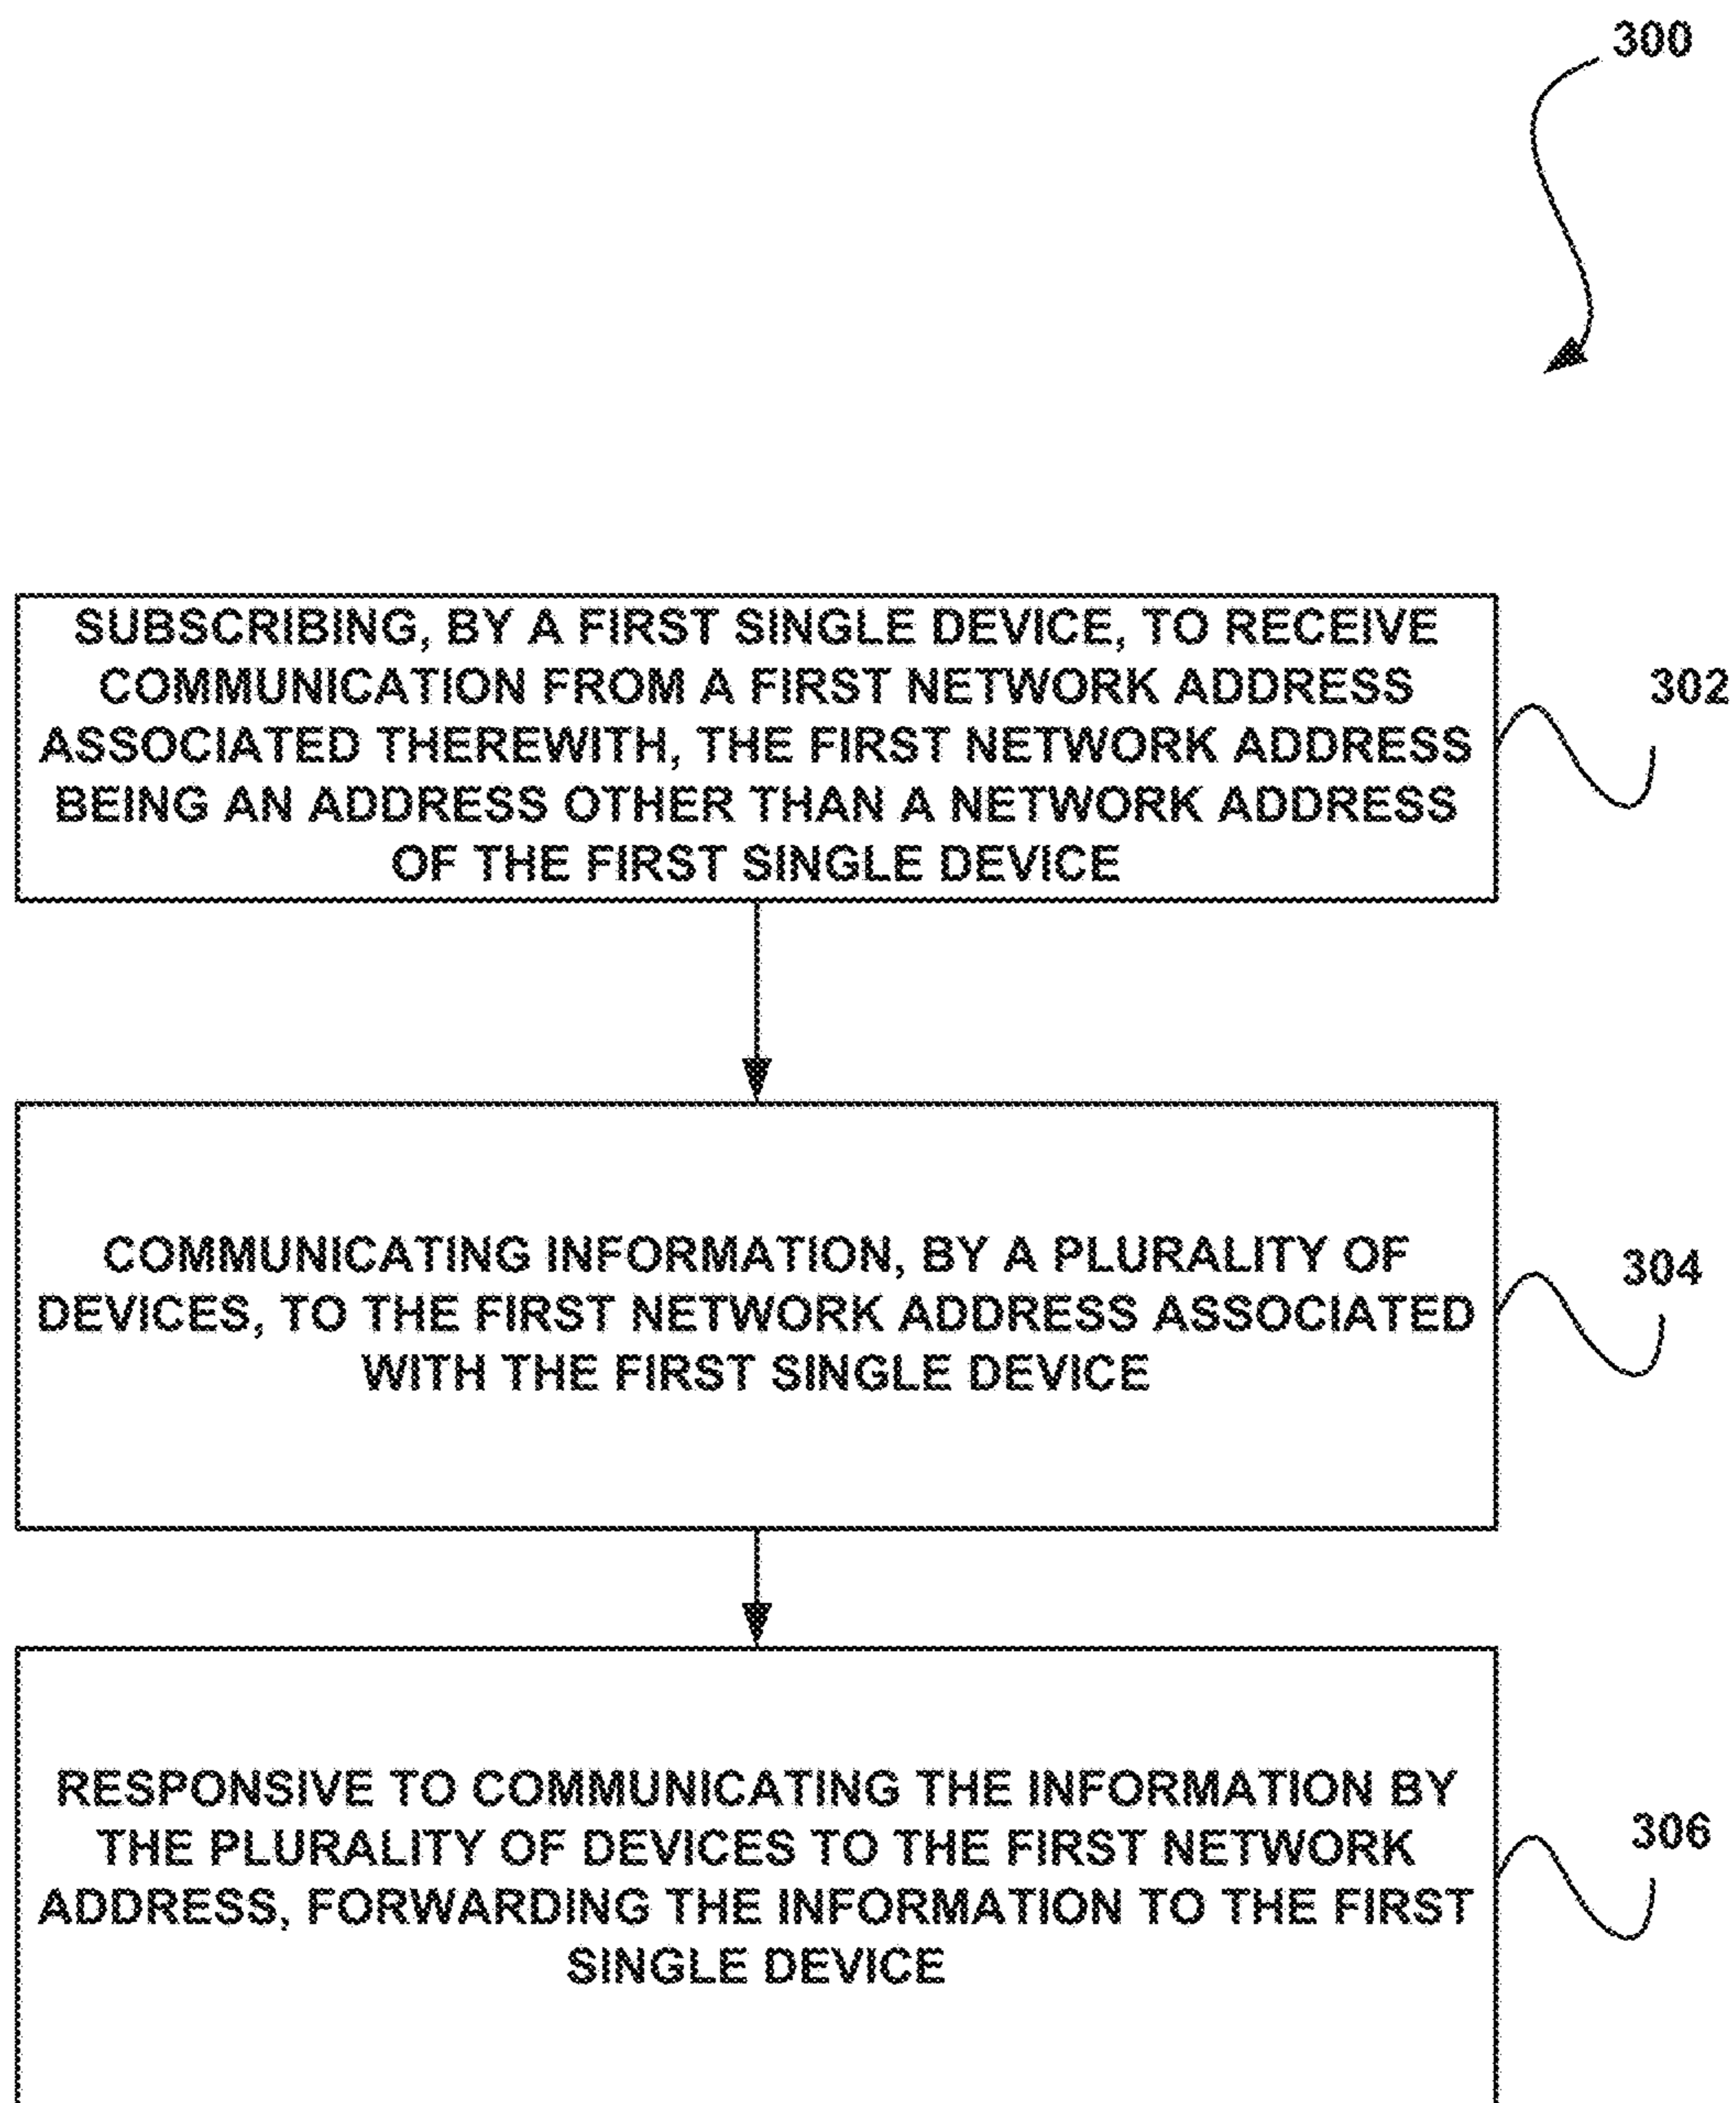 300
SUBSCRIBING, BY A FIRST SINGLE DEVICE, TO RECEIVE
COMMUNICATION FROM A FIRST NETWORK ADDRESS
ASSOCIATED THEREWITH, THE FIRST NETWORK ADDRESS
BEING AN ADDRESS OTHER THAN A NETWORK ADDRESS
OF THE FIRST SINGLE DEVICE
302
COMMUNICATING INFORMATION, BY A PLURALITY OF
DEVICES, TO THE FIRST NETWORK ADDRESS ASSOCIATED
WITH THE FIRST SINGLE DEVICE
304
RESPONSIVE TO COMMUNICATING THE INFORMATION BY
THE PLURALITY OF DEVICES TO THE FIRST NETWORK
ADDRESS, FORWARDING THE INFORMATION TO THE FIRST
SINGLE DEVICE
306